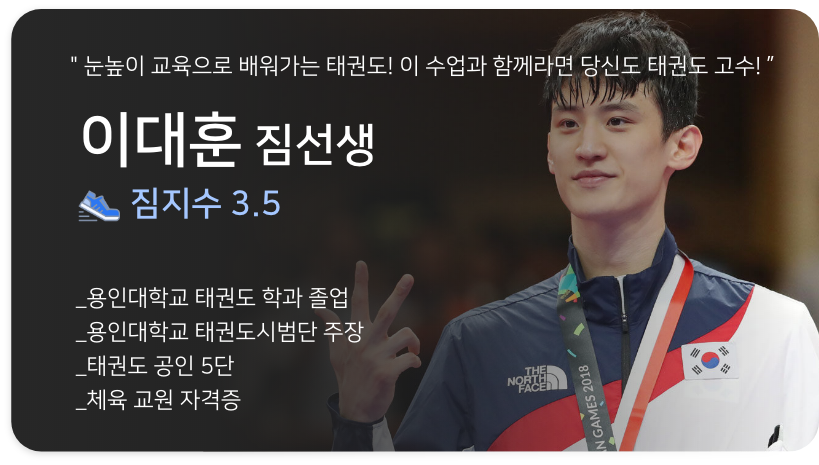 " 눈높이 교육으로 배워가는 태권도! 이 수업과 함께라면 당신도 태권도 고수! ”
이대훈 짐선생
짐지수 3.5
_용인대학교 태권도 학과 졸업
_용인대학교 태권도시범단 주장
_태권도 공인 5단
_체육 교원 자격증
THE
NORTH
FACE
AN GAMES 2018